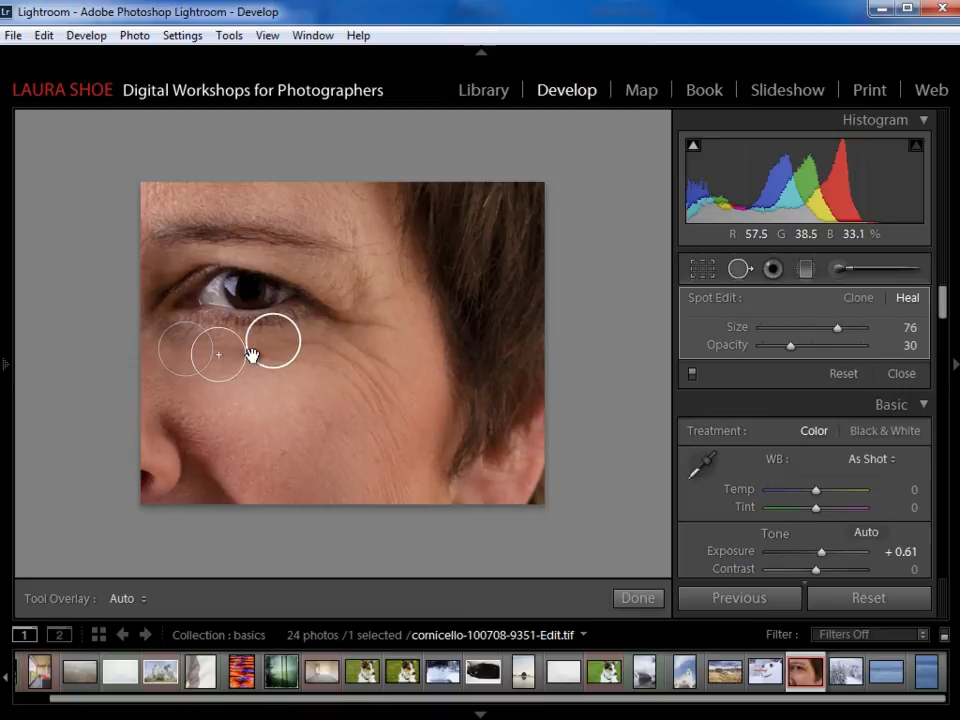 Lr Lightroom - Adobe Photoshop Lightroom - Develop
File Edit Develop Photo Settings Tools View Window Help
LAURA SHOE Digital Workshops for Photographers
Library | Develop | Map | Book | Slideshow | Print | Web
Histogram
R 57.5 G 38.5 B 33.1 %
Spot Edit : Clone Heal
Size 76
Opacity 30
Reset Close
Basic
Treatment : Color Black & White
WB : As Shot
Temp 0
Tint 0
Tone Auto
Exposure + 0.61
Contrast 0
Tool Overlay : Auto Done
Previous Reset
1 2 Collection : basics 24 photos /1 selected /cornicello-100708-9351-Edit.tif Filter : Filters Off